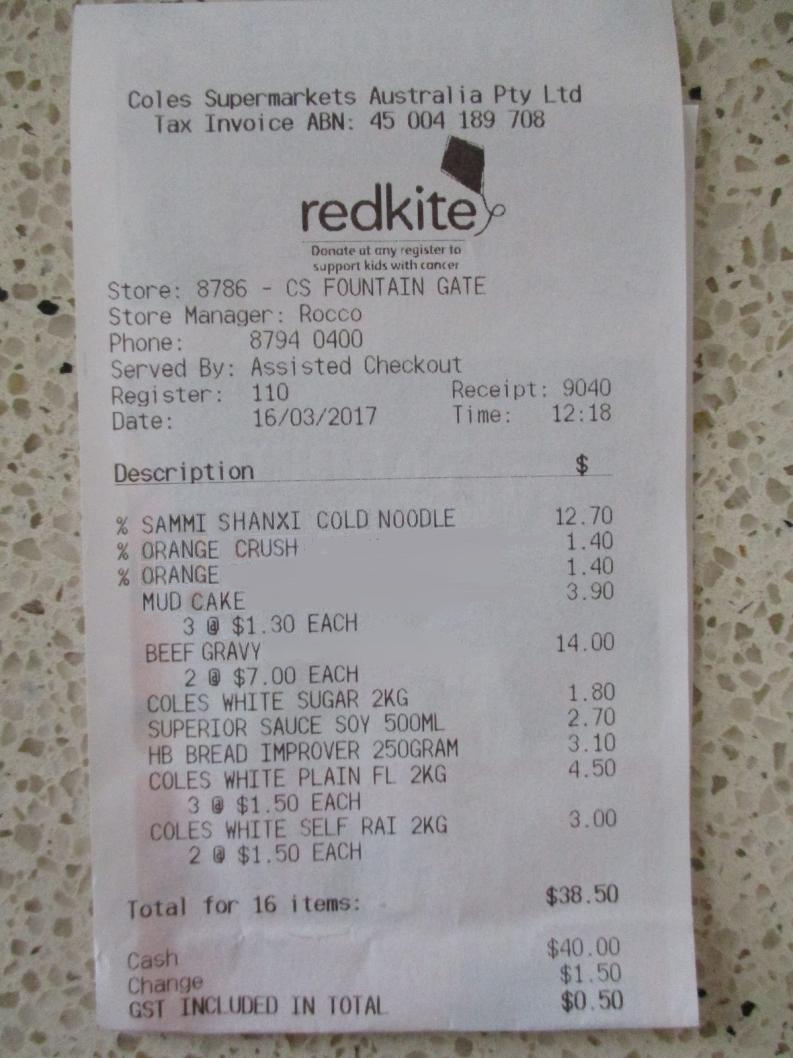 Coles Supermarkets Australia Pty Ltd
Tax Invoice ABN: 45 004 189 708
redkite
Donate at any register to
support kids with cancer
Store: 8786 - CS FOUNTAIN GATE
Store Manager: Rocco
Phone: 8794 0400
Served By: Assisted Checkout
Register: 110 Receipt: 9040
Date: 16/03/2017 Time: 12:18
Description $
% SAMMI SHANXI COLD NOODLE 12.70
% ORANGE CRUSH 1.40
% ORANGE 1.40
MUD CAKE 3.90
3 @ $1.30 EACH
BEEF GRAVY 14.00
2 @ $7.00 EACH
COLES WHITE SUGAR 2KG 1.80
SUPERIOR SAUCE SOY 500ML 2.70
HB BREAD IMPROVER 250GRAM 3.10
COLES WHITE PLAIN FL 2KG 4.50
3 @ $1.50 EACH
COLES WHITE SELF RAI 2KG 3.00
2 @ $1.50 EACH
Total for 16 items: $38.50
Cash $40.00
Change $1.50
GST INCLUDED IN TOTAL $0.50